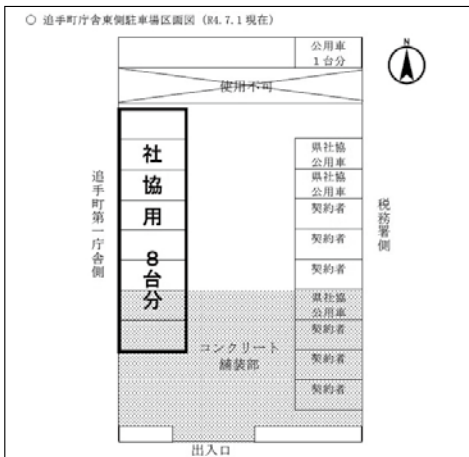 ○ 追手町庁舎東側駐車場区画図 (R4.7.1 現在)
公用車
1台分
使用不可
社協用 8台分
追手町第一庁舎側
県社協
公用車
県社協
公用車
契約者
契約者
契約者
県社協
公用車
契約者
契約者
契約者
税務署側
コンクリート
舗装部
出入口